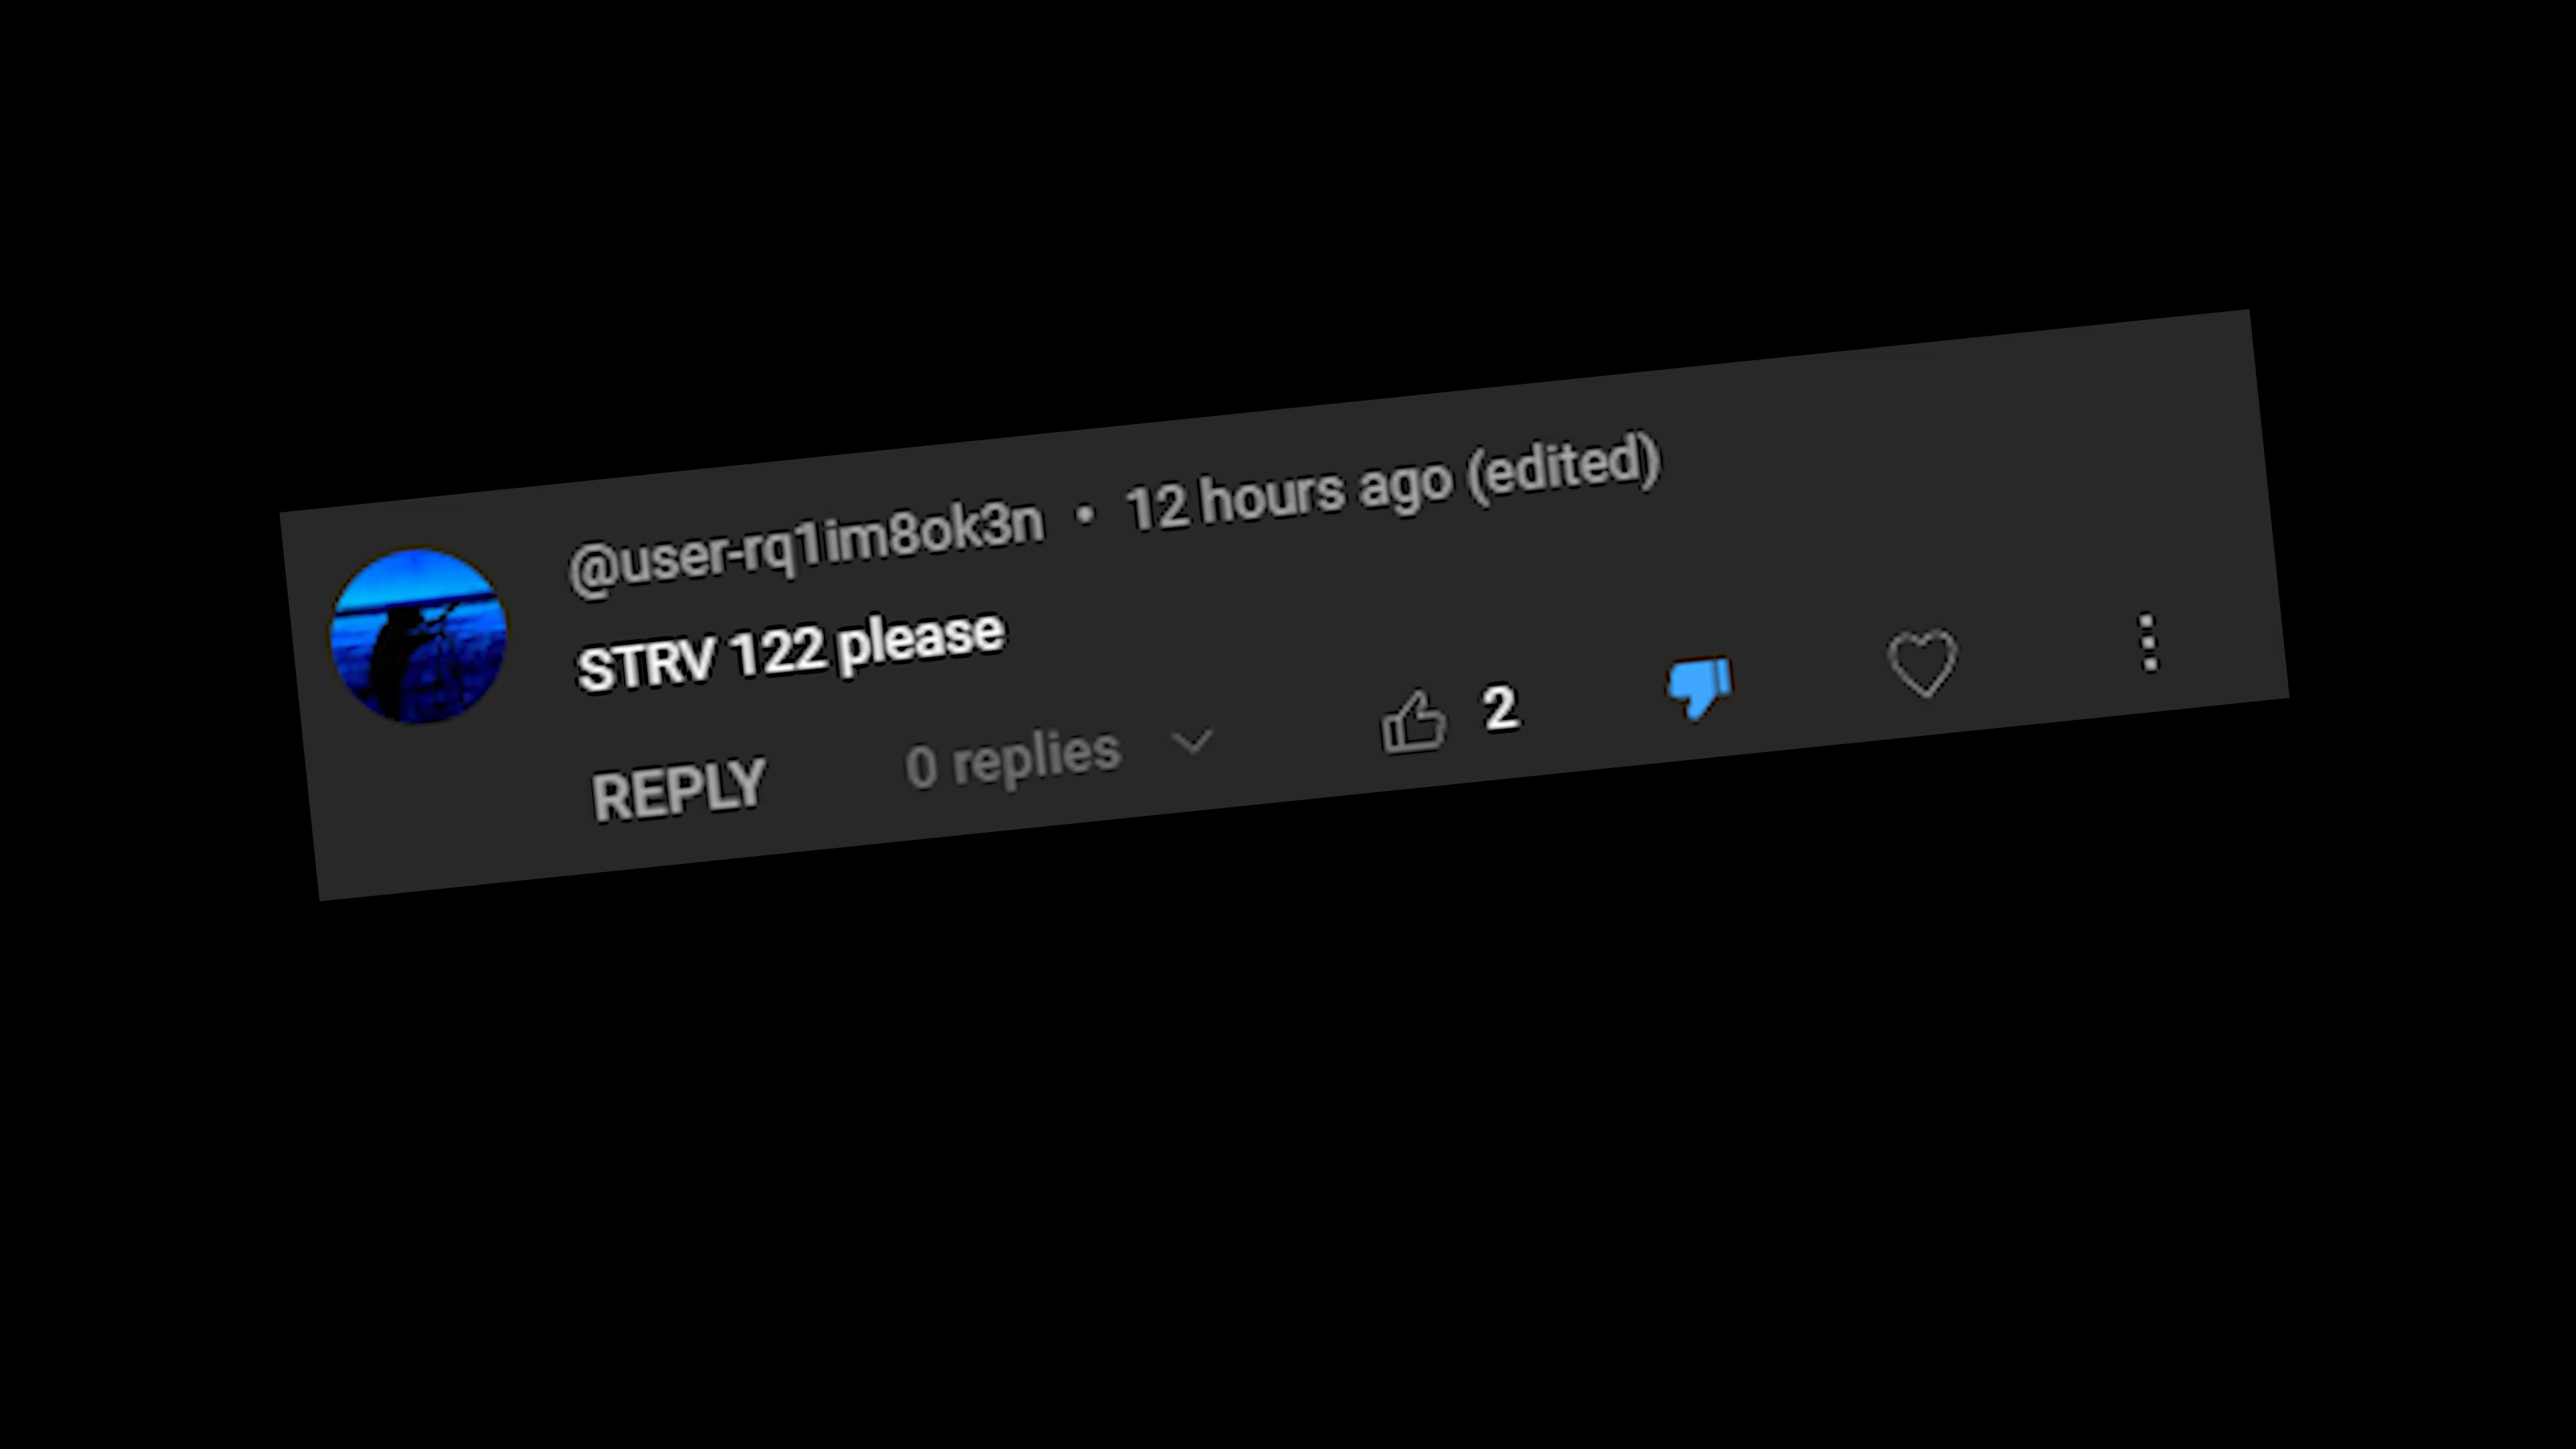 @user-rq1im8ok3n • 12 hours ago (edited)
STRV 122 please
REPLY 0 replies 2